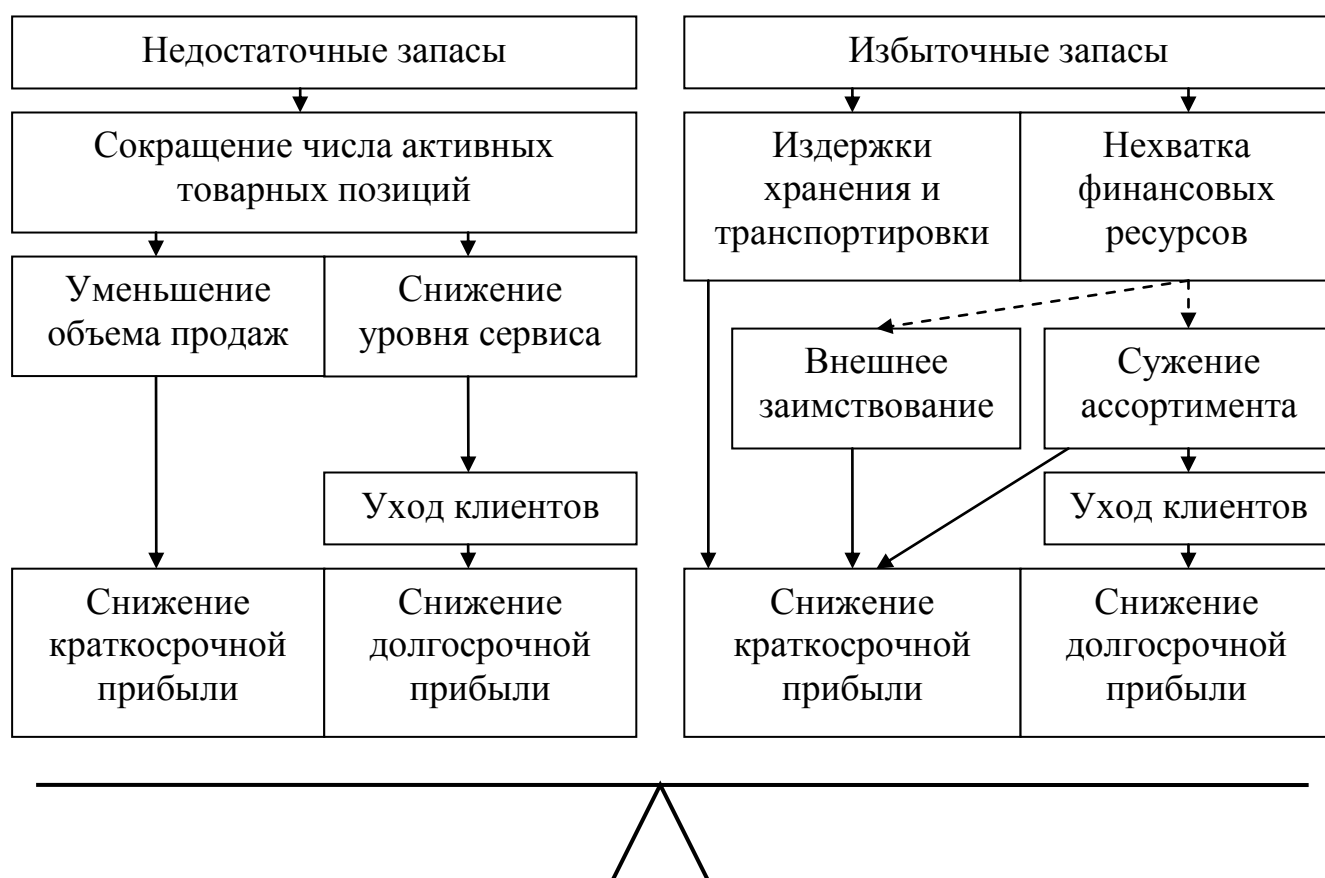 Недостаточные запасы
Сокращение числа активных
товарных позиций
Уменьшение
объема продаж
Снижение
уровня сервиса
Уход клиентов
Снижение
краткосрочной
прибыли
Снижение
долгосрочной
прибыли
Избыточные запасы
Издержки
хранения и
транспортировки
Нехватка
финансовых
ресурсов
Внешнее
заимствование
Сужение
ассортимента
Уход клиентов
Снижение
краткосрочной
прибыли
Снижение
долгосрочной
прибыли